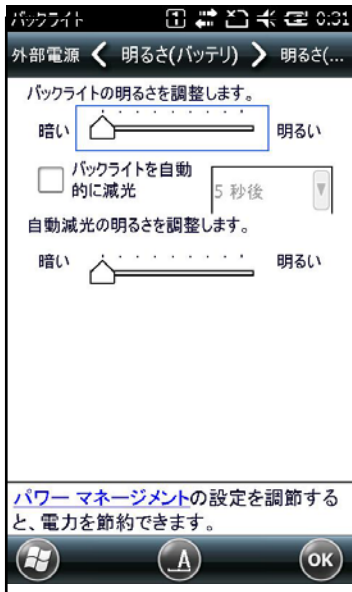 バックライト 0:31
外部電源 明るさ(バッテリ) 明るさ(...
バックライトの明るさを調整します。
暗い 明るい
バックライトを自動
的に減光 5 秒後
自動減光の明るさを調整します。
暗い 明るい
パワー マネージメントの設定を調節する
と、電力を節約できます。
A OK